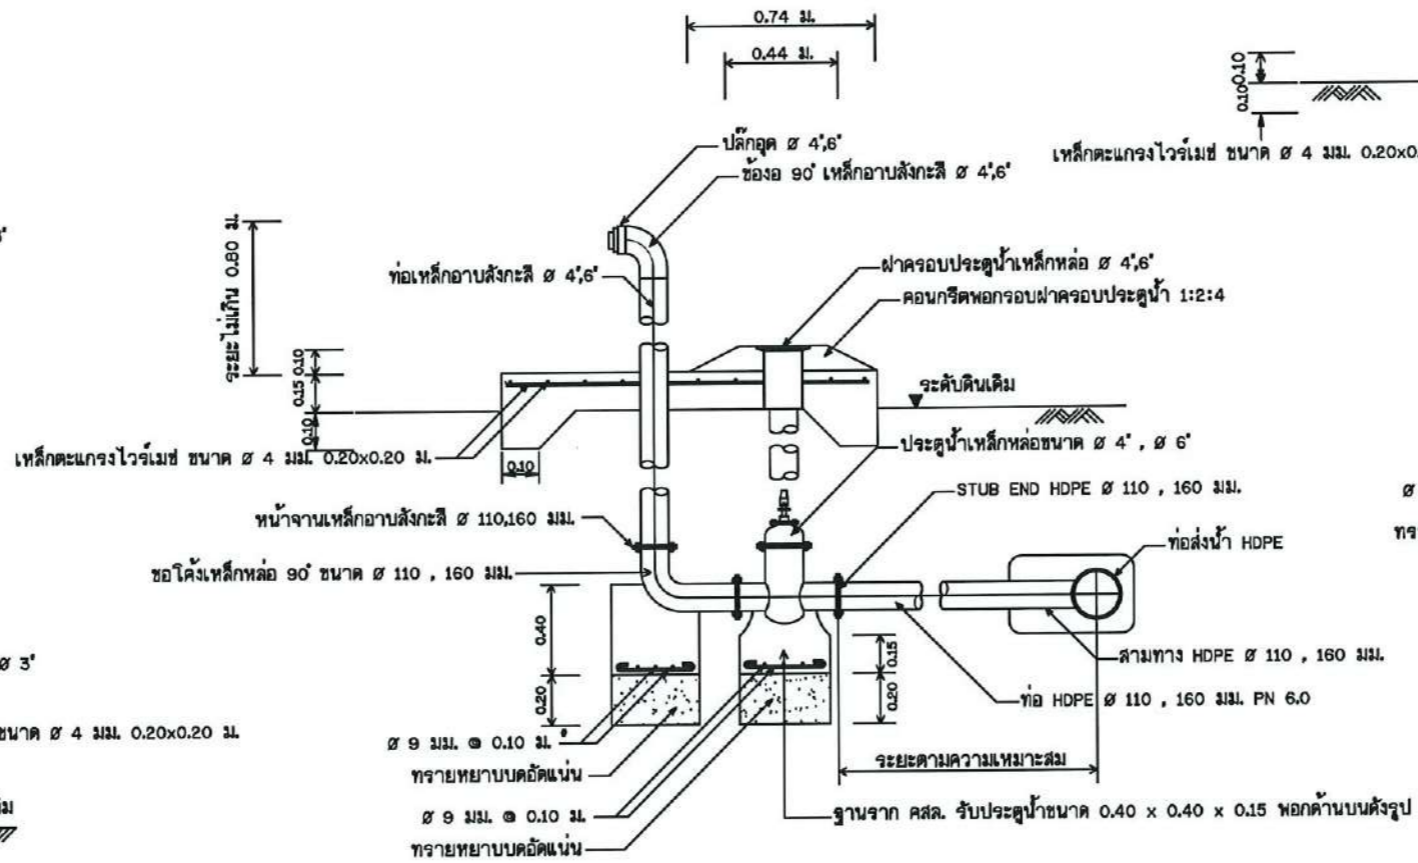 0.74 ม.
0.44 ม.
0.10
0.10
ปลั๊กอุด Ø 4",6"
ข้องอ 90° เหล็กอาบสังกะสี Ø 4",6"
เหล็กตะแกรงไวร์เมช ขนาด Ø 4 มม.
ระยะไม่เกิน 0.80 ม.
ท่อเหล็กอาบสังกะสี Ø 4",6"
ฝาครอบประตูน้ำเหล็กหล่อ Ø 4",6"
คอนกรีตพอกรอบฝาครอบประตูน้ำ 1:2:4
0.10
0.15
0.10
ระดับดินเดิม
เหล็กตะแกรงไวร์เมช ขนาด Ø 4 มม. 0.20x0.20 ม.
0.10
ประตูน้ำเหล็กหล่อขนาด Ø 4" , Ø 6"
STUB END HDPE Ø 110 , 160 มม.
Ø
หน้าจานเหล็กอาบสังกะสี Ø 110,160 มม.
ท่อส่งน้ำ HDPE
ขอโค้งเหล็กหล่อ 90° ขนาด Ø 110 , 160 มม.
0.40
0.15
สามทาง HDPE Ø 110 , 160 มม.
Ø 3"
0.20
0.20
ท่อ HDPE Ø 110 , 160 มม. PN 6.0
ขนาด Ø 4 มม. 0.20x0.20 ม.
Ø 9 มม. @ 0.10 ม.
ระยะตามความเหมาะสม
ทรายหยาบบดอัดแน่น
Ø 9 มม. @ 0.10 ม.
ฐานราก คสล. รับประตูน้ำขนาด 0.40 x 0.40 x 0.15 พอกด้านบนดังรูป
ทรายหยาบบดอัดแน่น